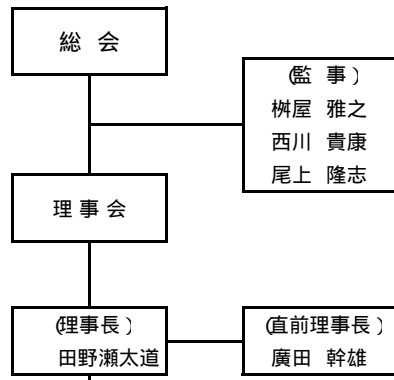 総 会
(監 事)
桝屋 雅之
西川 貴康
尾上 隆志
理 事 会
(理事長)
田野瀬太道
(直前理事長)
廣田 幹雄